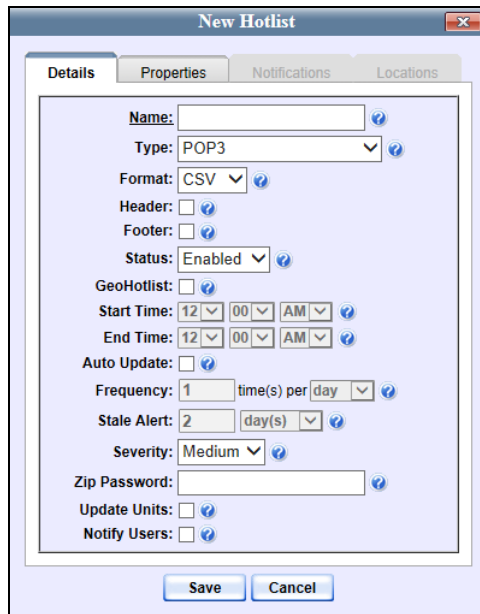 New Hotlist
Details Properties Notifications Locations
Name:
Type: POP3
Format: CSV
Header:
Footer:
Status: Enabled
GeoHotlist:
Start Time: 12 00 AM
End Time: 12 00 AM
Auto Update:
Frequency: 1 time(s) per day
Stale Alert: 2 day(s)
Severity: Medium
Zip Password:
Update Units:
Notify Users:
Save Cancel